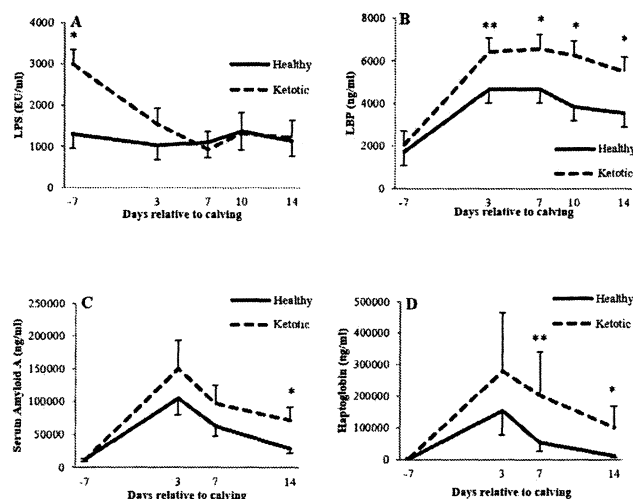 A
*
4000
3000
2000
1000
0
LPS (EU/ml)
Healthy
Ketotic
-7 3 7 10 14
Days relative to calving
B
** * * *
8000
6000
4000
2000
0
LBP (ng/ml)
Healthy
Ketotic
-7 3 7 10 14
Days relative to calving
C
*
250000
200000
150000
100000
50000
0
Serum Amyloid A (ng/ml)
Healthy
Ketotic
-7 3 7 14
Days relative to calving
D
** *
500000
400000
300000
200000
100000
0
Haptoglobin (ng/ml)
Healthy
Ketotic
-7 3 7 14
Days relative to calving